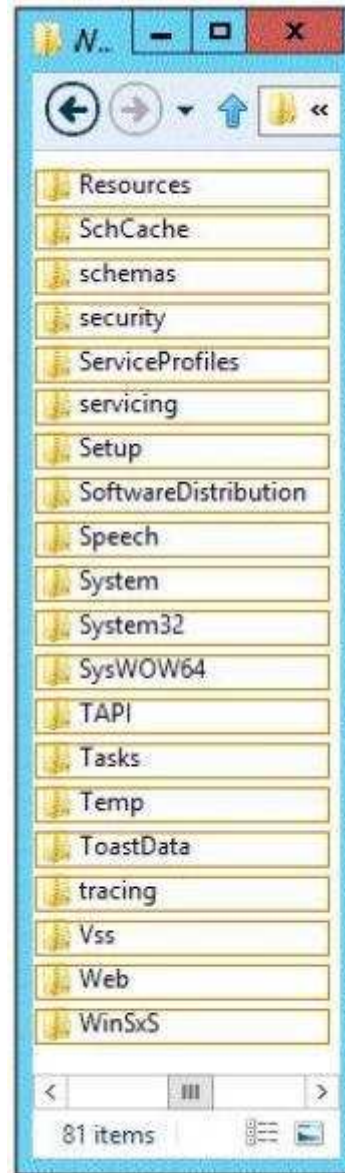 N...
«
Resources
SchCache
schemas
security
ServiceProfiles
servicing
Setup
SoftwareDistribution
Speech
System
System32
SysWOW64
TAPI
Tasks
Temp
ToastData
tracing
Vss
Web
WinSxS
81 items